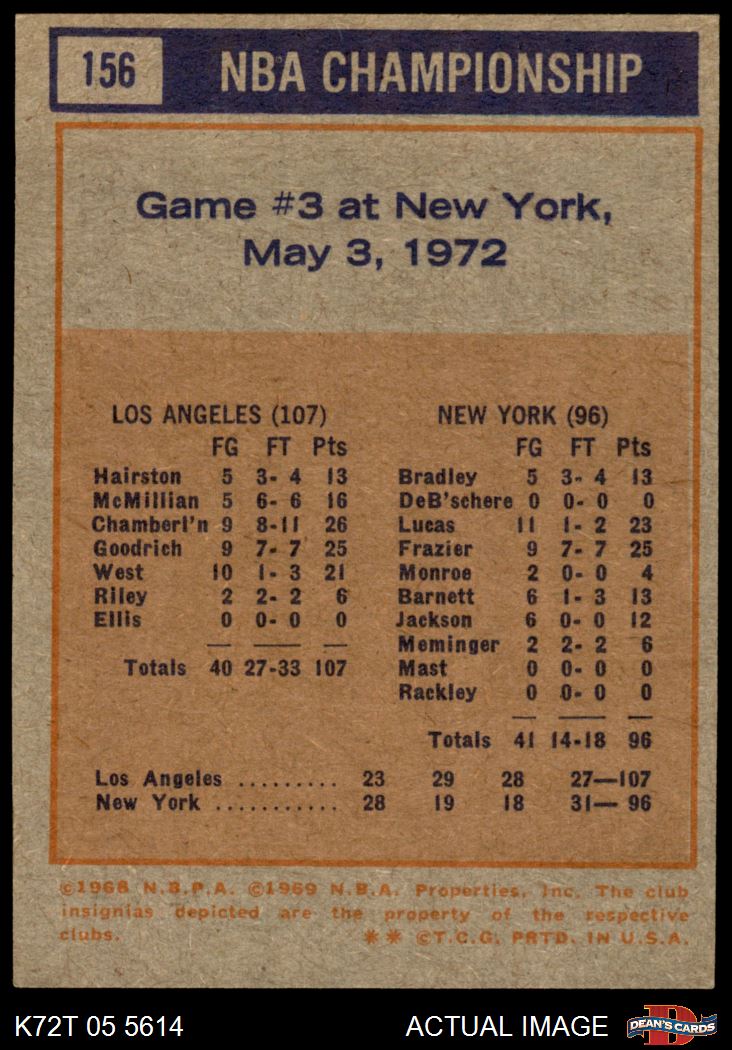 156 NBA CHAMPIONSHIP
Game #3 at New York,
May 3, 1972
LOS ANGELES (107)
FG FT Pts
Hairston 5 3- 4 13
McMillian 5 6- 6 16
Chamberl'n 9 8-11 26
Goodrich 9 7- 7 25
West 10 1- 3 21
Riley 2 2- 2 6
Ellis 0 0- 0 0
Totals 40 27-33 107
NEW YORK (96)
FG FT Pts
Bradley 5 3- 4 13
DeB'schere 0 0- 0 0
Lucas 11 1- 2 23
Frazier 9 7- 7 25
Monroe 2 0- 0 4
Barnett 6 1- 3 13
Jackson 6 0- 0 12
Meminger 2 2- 2 6
Mast 0 0- 0 0
Rackley 0 0- 0 0
Totals 41 14-18 96
Los Angeles ......... 23 29 28 27—107
New York ........... 28 19 18 31— 96
©1968 N.B.P.A. ©1969 N.B.A. Properties, Inc. The club
insignias depicted are the property of the respective
clubs. ** ©T.C.G. PRTD. IN U.S.A.
K72T 05 5614 ACTUAL IMAGE D DEAN'S CARDS